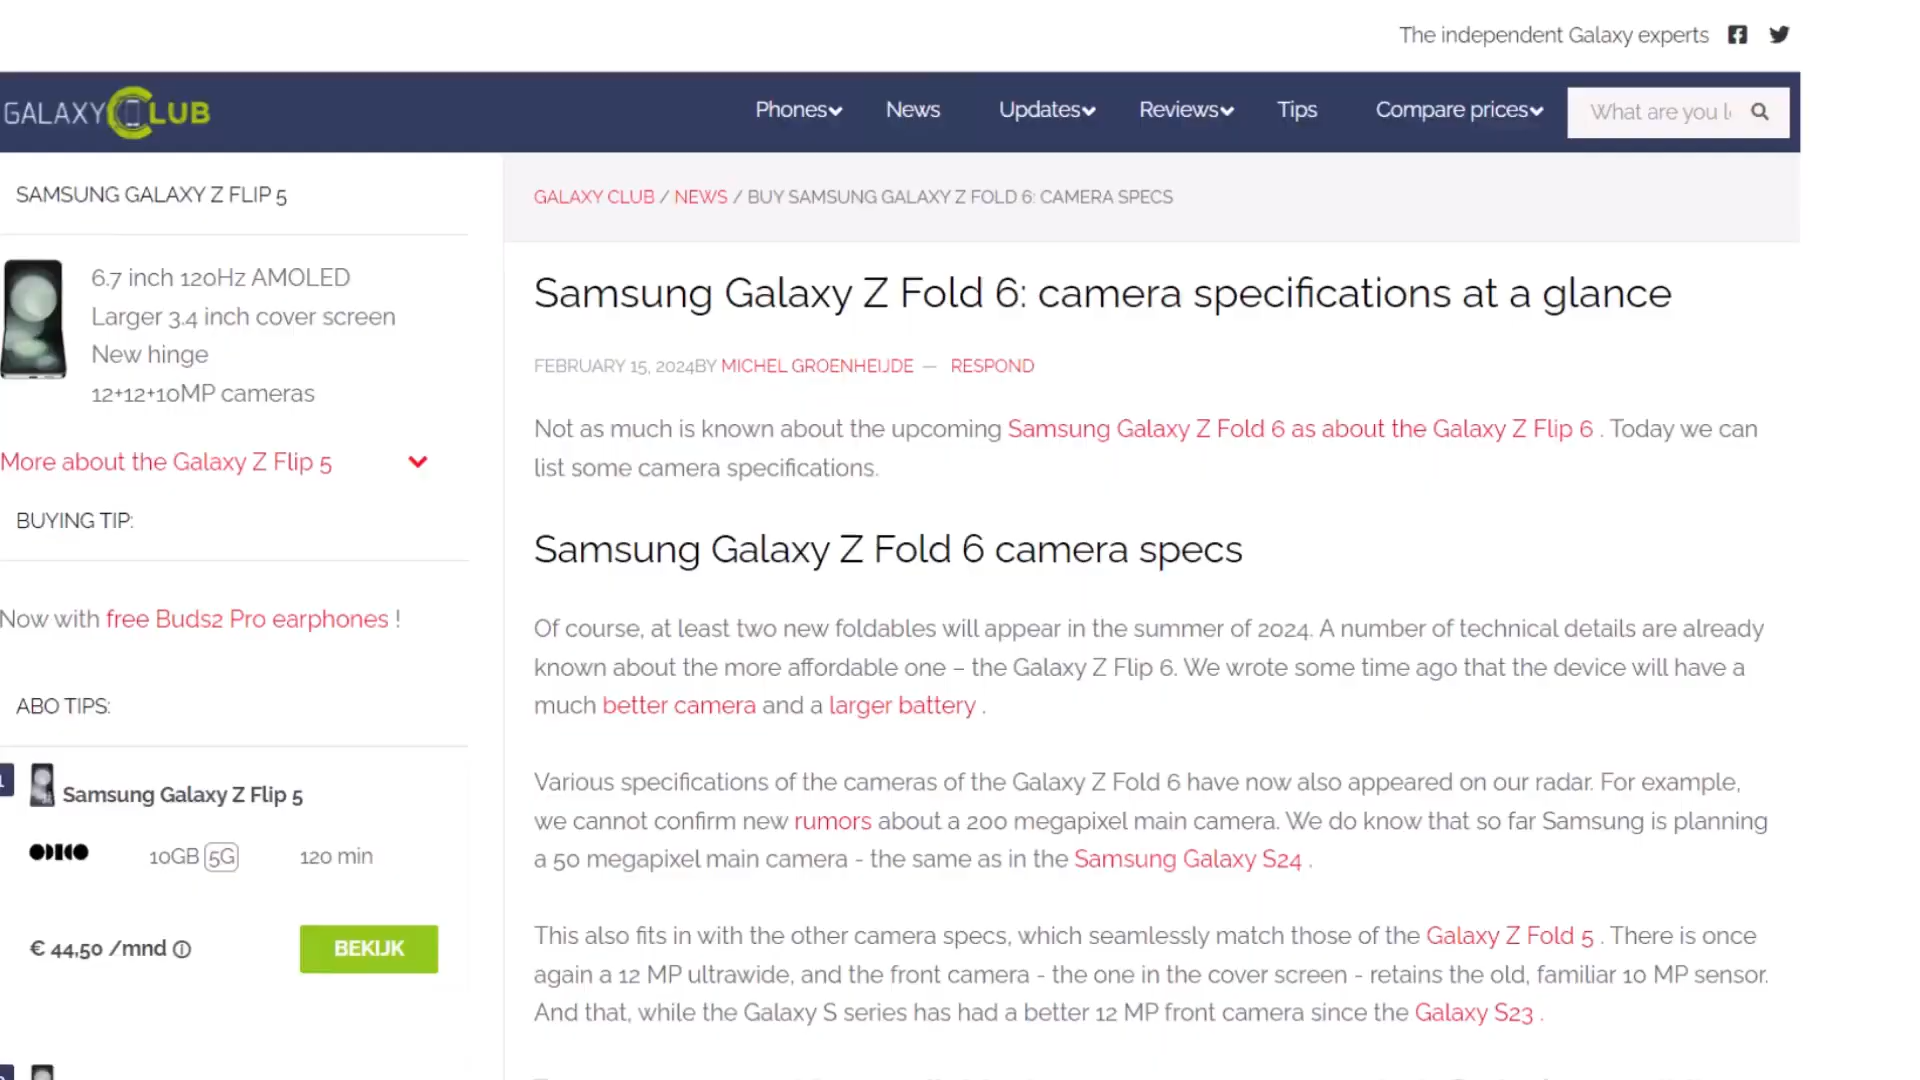 The independent Galaxy experts
GALAXY CLUB
Phones News Updates Reviews Tips Compare prices What are you l
SAMSUNG GALAXY Z FLIP 5
6.7 inch 120Hz AMOLED
Larger 3.4 inch cover screen
New hinge
12+12+10MP cameras
More about the Galaxy Z Flip 5
BUYING TIP:
Now with free Buds2 Pro earphones !
ABO TIPS:
1
Samsung Galaxy Z Flip 5
ODIDO
10GB 5G 120 min
€ 44,50 /mnd
BEKIJK
GALAXY CLUB / NEWS / BUY SAMSUNG GALAXY Z FOLD 6: CAMERA SPECS
Samsung Galaxy Z Fold 6: camera specifications at a glance
FEBRUARY 15, 2024BY MICHEL GROENHEIJDE — RESPOND
Not as much is known about the upcoming Samsung Galaxy Z Fold 6 as about the Galaxy Z Flip 6 . Today we can
list some camera specifications.
Samsung Galaxy Z Fold 6 camera specs
Of course, at least two new foldables will appear in the summer of 2024. A number of technical details are already
known about the more affordable one – the Galaxy Z Flip 6. We wrote some time ago that the device will have a
much better camera and a larger battery .
Various specifications of the cameras of the Galaxy Z Fold 6 have now also appeared on our radar. For example,
we cannot confirm new rumors about a 200 megapixel main camera. We do know that so far Samsung is planning
a 50 megapixel main camera - the same as in the Samsung Galaxy S24 .
This also fits in with the other camera specs, which seamlessly match those of the Galaxy Z Fold 5 . There is once
again a 12 MP ultrawide, and the front camera - the one in the cover screen - retains the old, familiar 10 MP sensor.
And that, while the Galaxy S series has had a better 12 MP front camera since the Galaxy S23 .